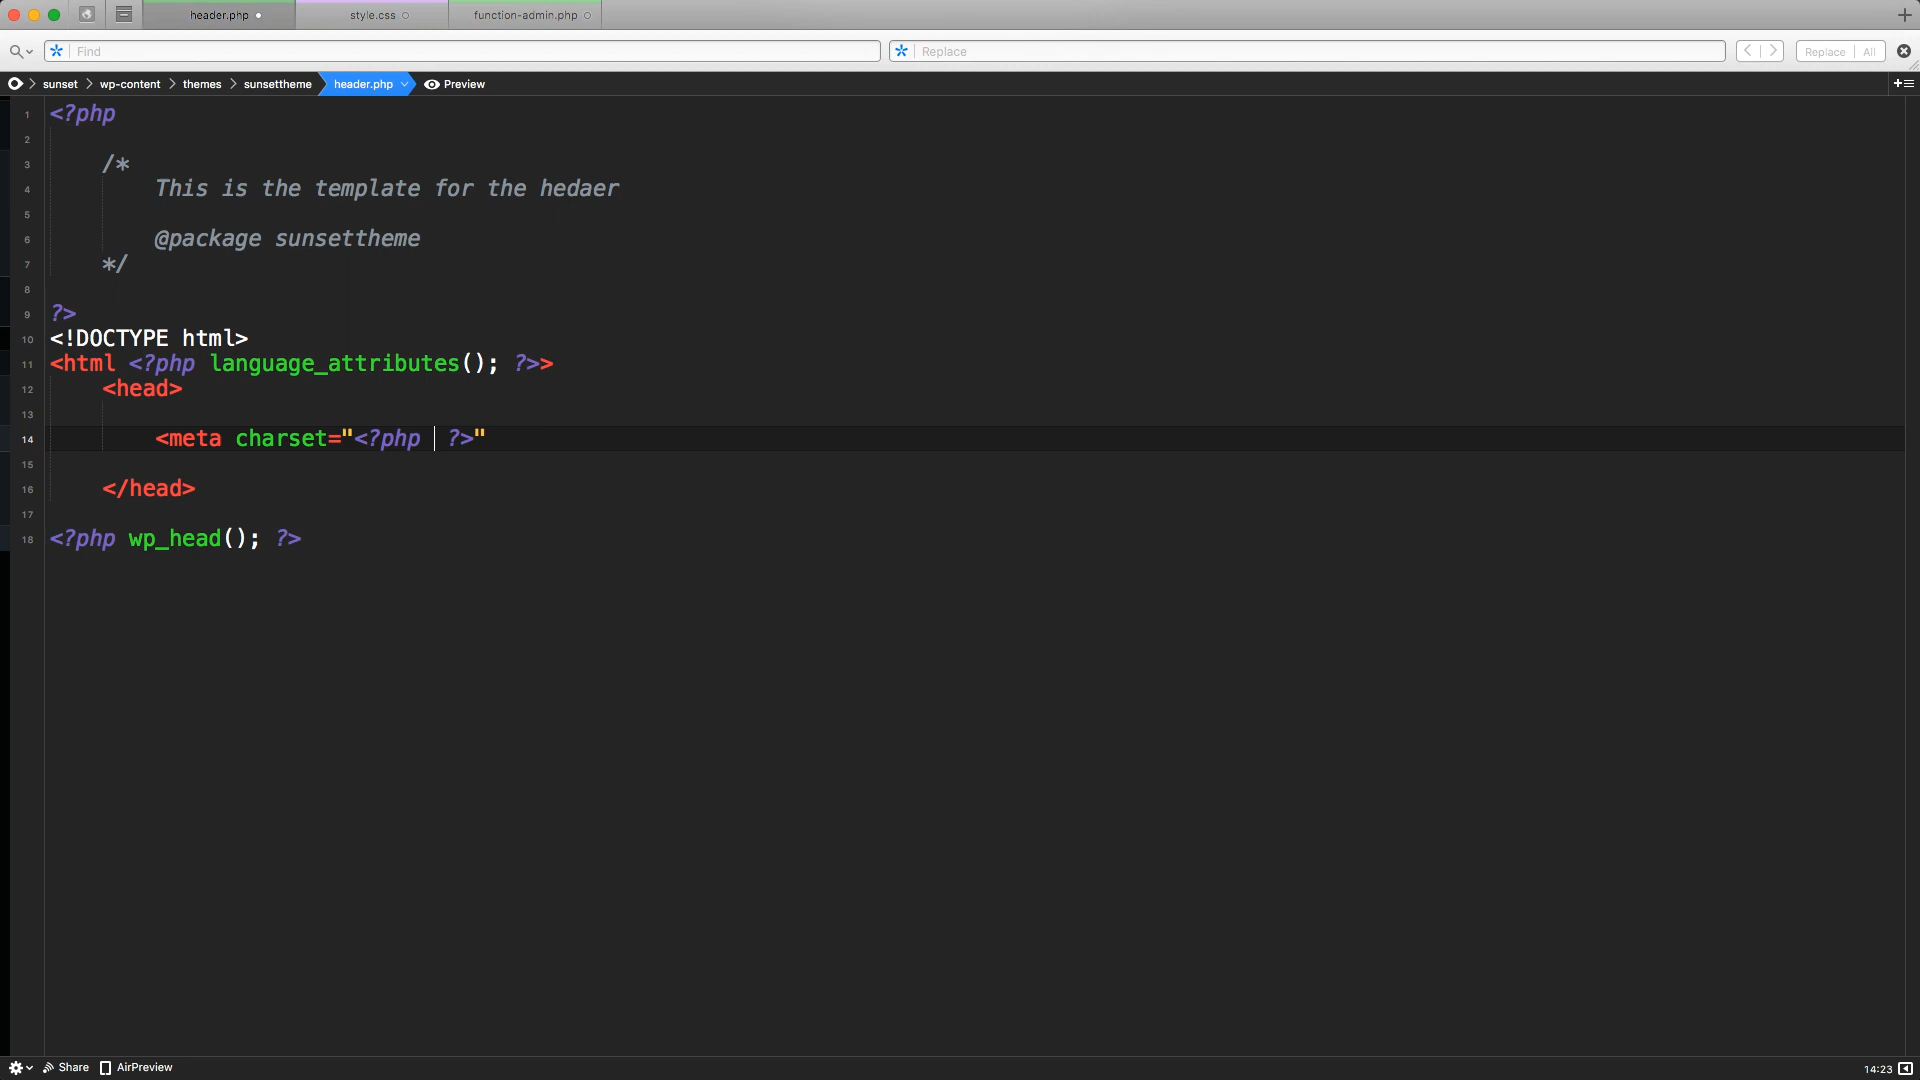 header.php
style.css
function-admin.php
Find
Replace
Replace All
sunset wp-content themes sunsettheme header.php Preview
1 <?php
2
3 /*
4 This is the template for the hedaer
5
6 @package sunsettheme
7 */
8
9 ?>
10 <!DOCTYPE html>
11 <html <?php language_attributes(); ?>>
12 <head>
13
14 <meta charset="<?php ?>"
15
16 </head>
17
18 <?php wp_head(); ?>
Share AirPreview
14:23